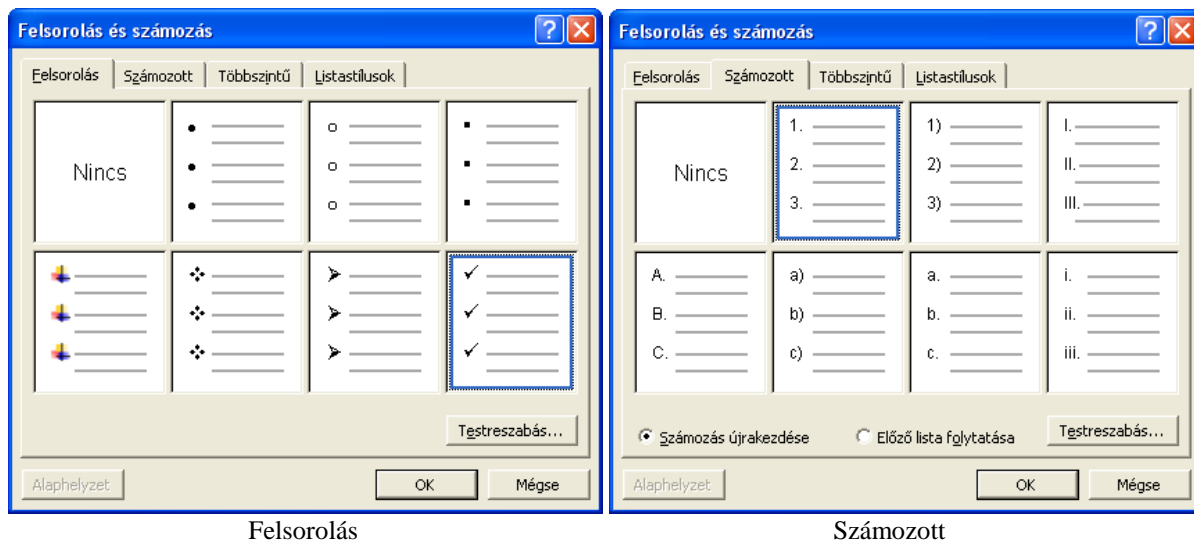 Felsorolás és számozás
Felsorolás Számozott Többszintű Listastílusok
Nincs
Testreszabás...
Alaphelyzet OK Mégse
Felsorolás
Felsorolás és számozás
Felsorolás Számozott Többszintű Listastílusok
Nincs
1.
2.
3.
1)
2)
3)
I.
II.
III.
A.
B.
C.
a)
b)
c)
a.
b.
c.
i.
ii.
iii.
Számozás újrakezdése Előző lista folytatása Testreszabás...
Alaphelyzet OK Mégse
Számozott